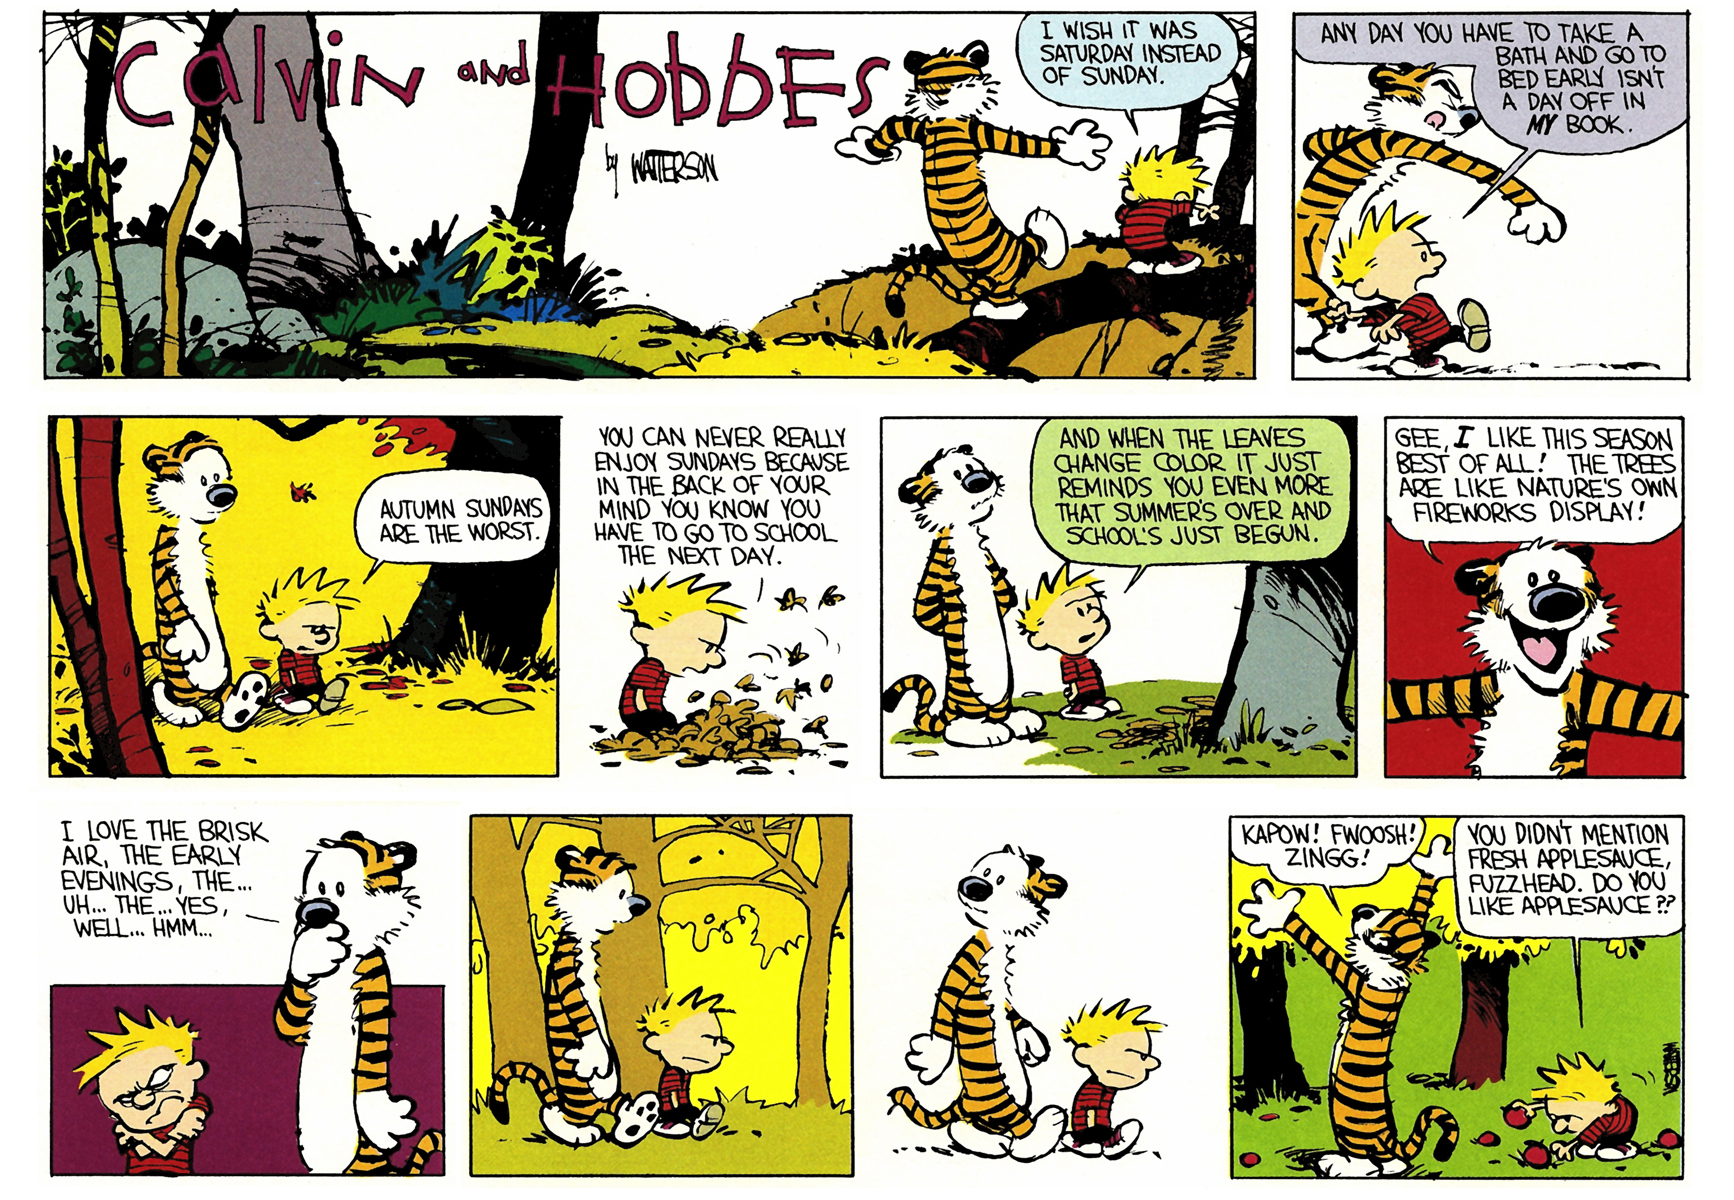 Calvin and HobbEs
by WATTERSON
I WISH IT WAS
SATURDAY INSTEAD
OF SUNDAY.
ANY DAY YOU HAVE TO TAKE A
BATH AND GO TO
BED EARLY ISN'T
A DAY OFF IN
MY BOOK.
AUTUMN SUNDAYS
ARE THE WORST.
YOU CAN NEVER REALLY
ENJOY SUNDAYS BECAUSE
IN THE BACK OF YOUR
MIND YOU KNOW YOU
HAVE TO GO TO SCHOOL
THE NEXT DAY.
AND WHEN THE LEAVES
CHANGE COLOR IT JUST
REMINDS YOU EVEN MORE
THAT SUMMER'S OVER AND
SCHOOL'S JUST BEGUN.
GEE, I LIKE THIS SEASON
BEST OF ALL! THE TREES
ARE LIKE NATURE'S OWN
FIREWORKS DISPLAY!
I LOVE THE BRISK
AIR, THE EARLY
EVENINGS, THE...
UH... THE... YES,
WELL... HMM...
KAPOW! FWOOSH!
ZINGG!
YOU DIDN'T MENTION
FRESH APPLESAUCE,
FUZZHEAD. DO YOU
LIKE APPLESAUCE??